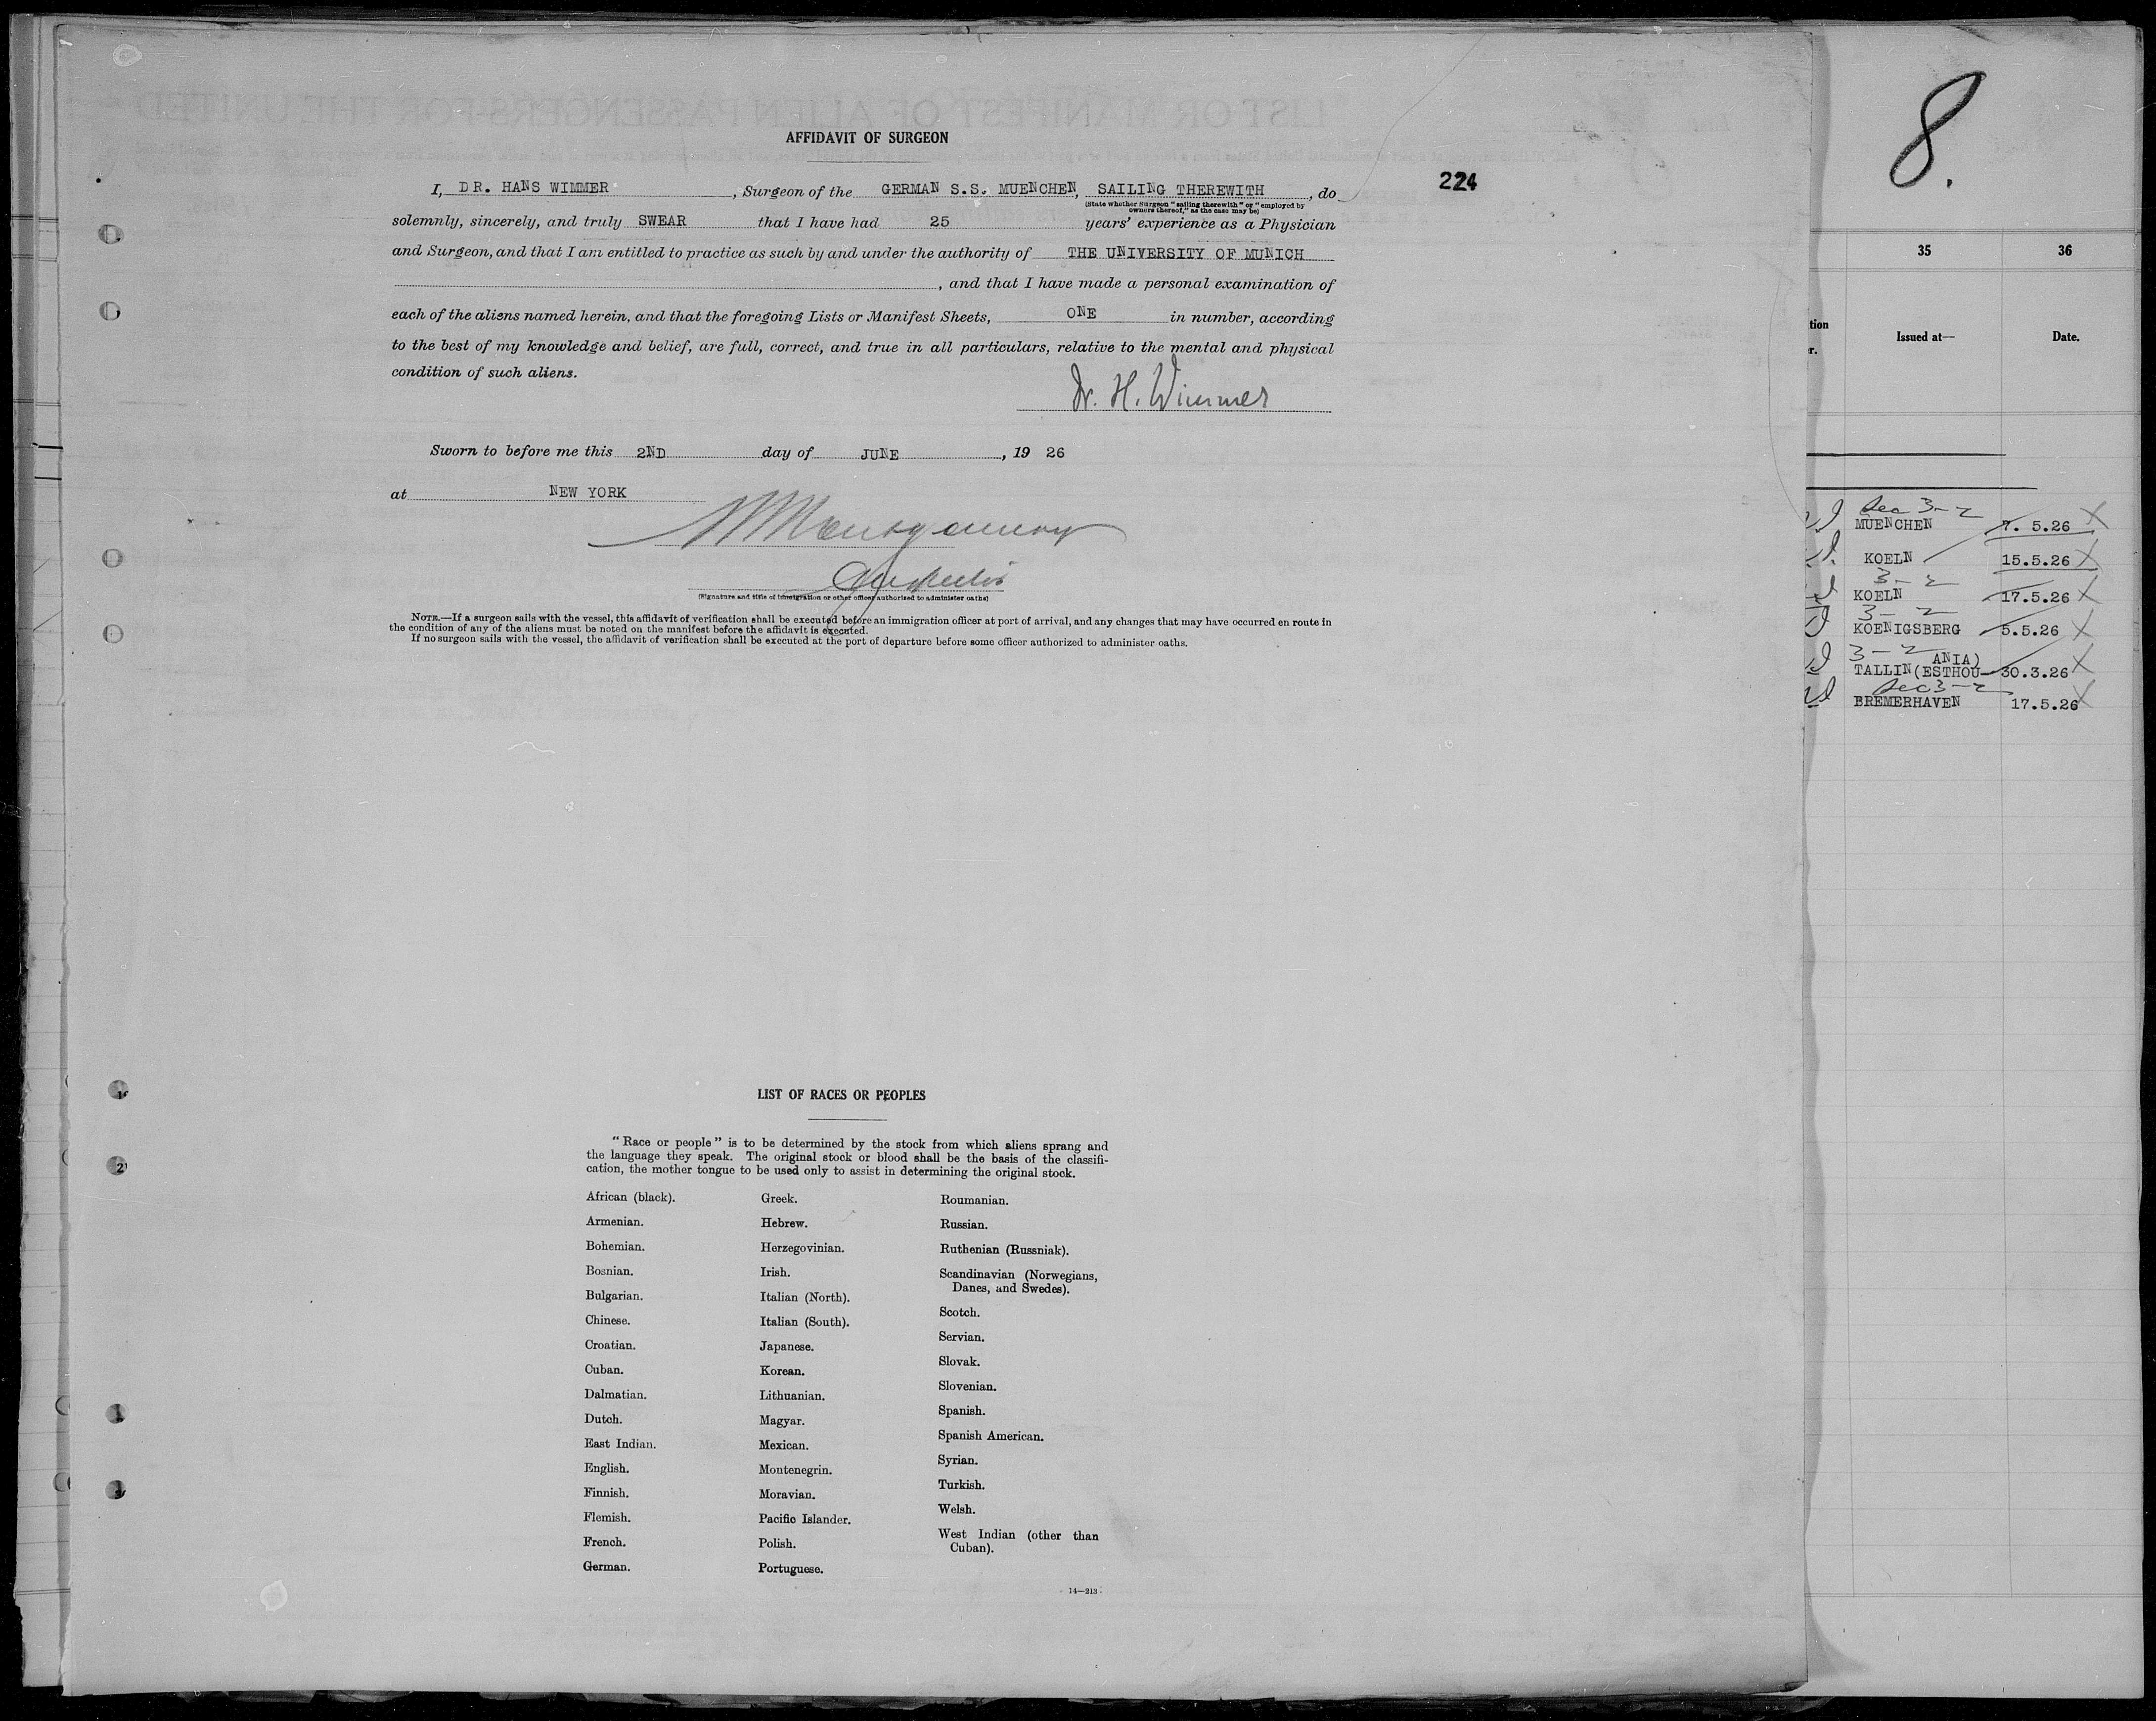 AFFIDAVIT OF SURGEON
I, DR. HANS WIMMER, Surgeon of the GERMAN S.S. MUENCHEN, SAILING THEREWITH, do
(State whether Surgeon "sailing therewith" or "employed by
owners thereof," as the case may be)
solemnly, sincerely, and truly SWEAR that I have had 25 years' experience as a Physician
and Surgeon, and that I am entitled to practice as such by and under the authority of THE UNIVERSITY OF MUNICH
, and that I have made a personal examination of
each of the aliens named herein, and that the foregoing Lists or Manifest Sheets, ONE in number, according
to the best of my knowledge and belief, are full, correct, and true in all particulars, relative to the mental and physical
condition of such aliens.
Dr. H. Wimmer
Sworn to before me this 2ND day of JUNE, 19 26
at NEW YORK
Montgomery
(Signature and title of immigration or other officer authorized to administer oaths)
NOTE.—If a surgeon sails with the vessel, this affidavit of verification shall be executed before an immigration officer at port of arrival, and any changes that may have occurred en route in
the condition of any of the aliens must be noted on the manifest before the affidavit is executed.
If no surgeon sails with the vessel, the affidavit of verification shall be executed at the port of departure before some officer authorized to administer oaths.
LIST OF RACES OR PEOPLES
"Race or people" is to be determined by the stock from which aliens sprang and
the language they speak. The original stock or blood shall be the basis of the classifi-
cation, the mother tongue to be used only to assist in determining the original stock.
African (black).
Armenian.
Bohemian.
Bosnian.
Bulgarian.
Chinese.
Croatian.
Cuban.
Dalmatian.
Dutch.
East Indian.
English.
Finnish.
Flemish.
French.
German.
Greek.
Hebrew.
Herzegovinian.
Irish.
Italian (North).
Italian (South).
Japanese.
Korean.
Lithuanian.
Magyar.
Mexican.
Montenegrin.
Moravian.
Pacific Islander.
Polish.
Portuguese.
Roumanian.
Russian.
Ruthenian (Russniak).
Scandinavian (Norwegians,
Danes, and Swedes).
Scotch.
Servian.
Slovak.
Slovenian.
Spanish.
Spanish American.
Syrian.
Turkish.
Welsh.
West Indian (other than
Cuban).
14—213
224
8.
35 36
tion
r.
Issued at— Date.
Sec 3-2
MUENCHEN 7.5.26 X
KOELN 15.5.26 X
3-2
KOELN 17.5.26 X
3-2
KOENIGSBERG 5.5.26 X
3-2 ANIA)
TALLIN(ESTHOU- 30.3.26 X
Sec 3-2
BREMERHAVEN 17.5.26 X